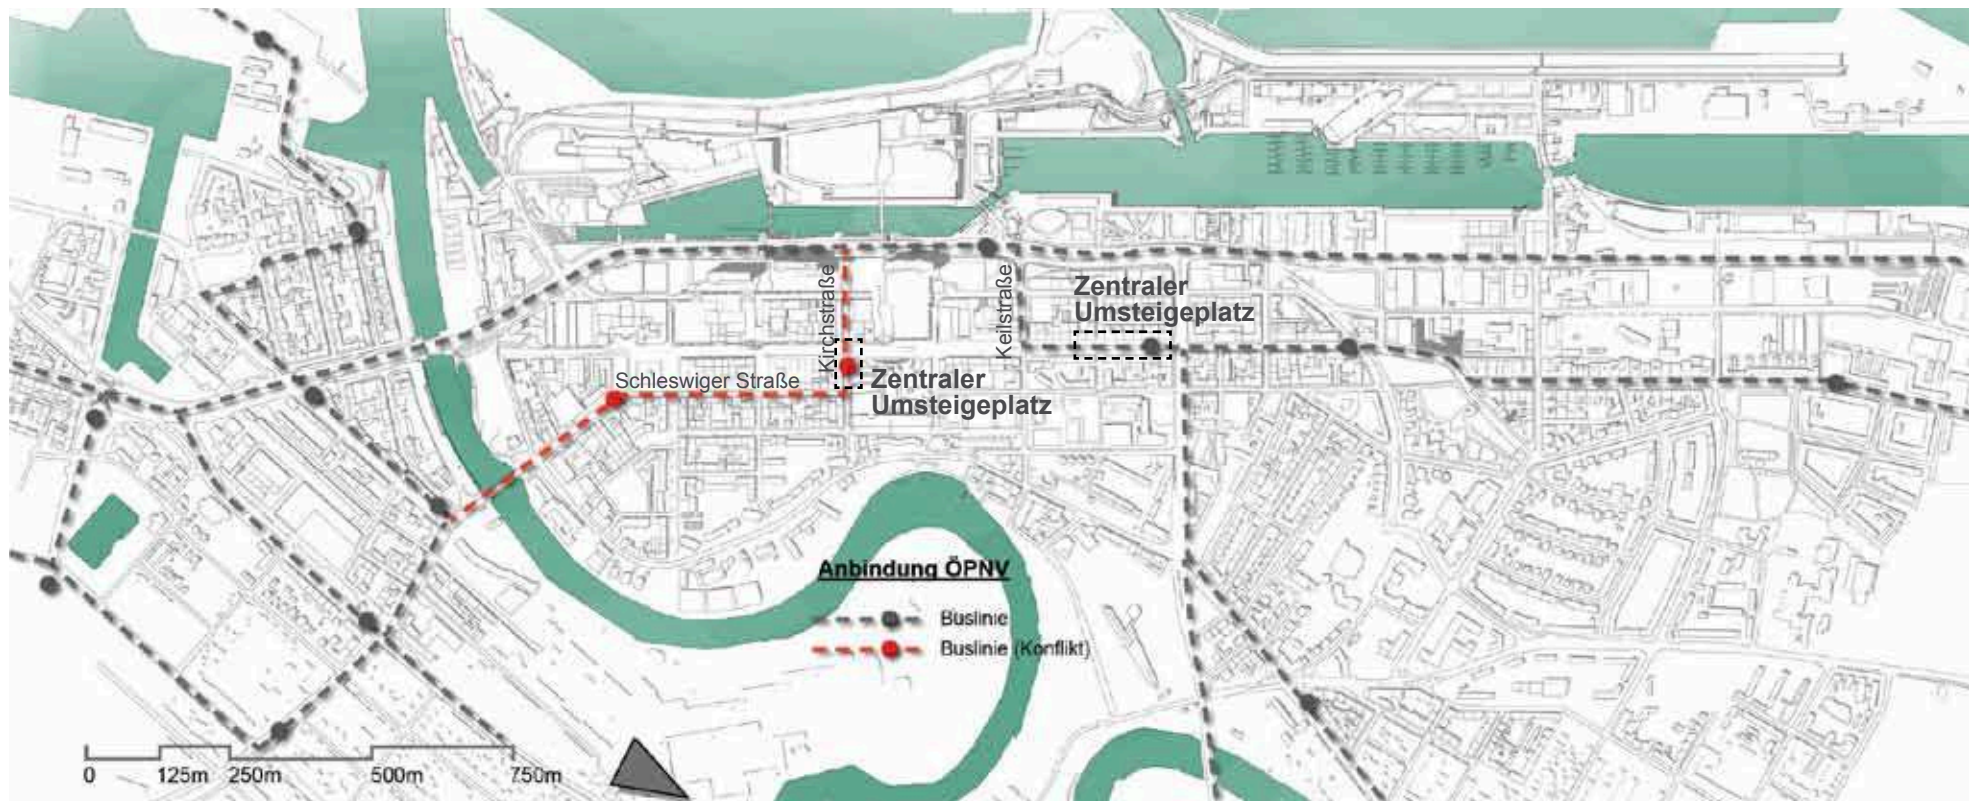 Kirchstraße
Keilstraße
Zentraler
Umsteigeplatz
Schleswiger Straße
Zentraler
Umsteigeplatz
Anbindung ÖPNV
Buslinie
Buslinie (Konflikt)
0 125m 250m 500m 750m